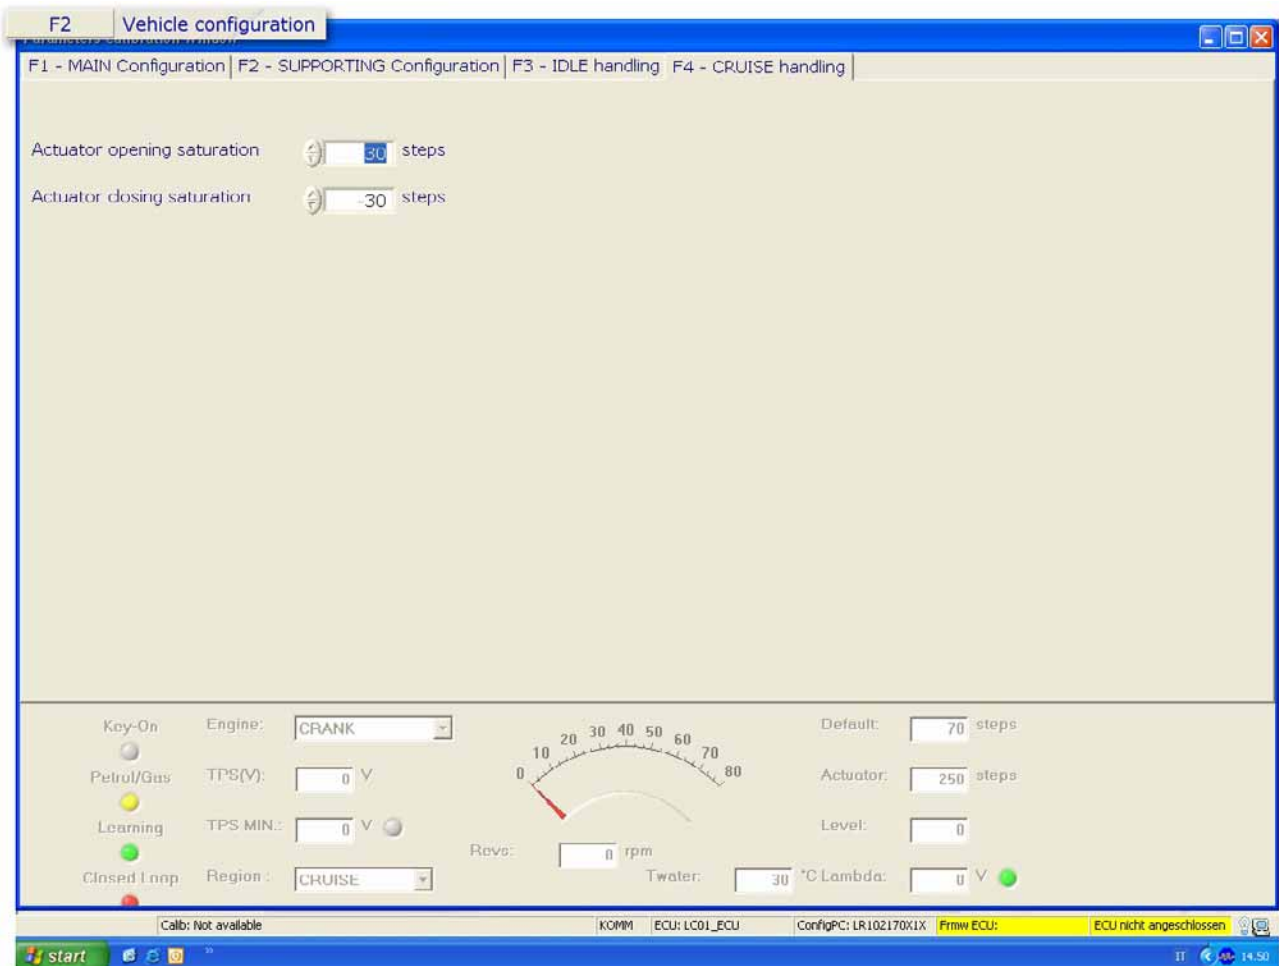 F2 Vehicle configuration
Parameters Calibration Window
F1 - MAIN Configuration F2 - SUPPORTING Configuration F3 - IDLE handling F4 - CRUISE handling
Actuator opening saturation 30 steps
Actuator closing saturation -30 steps
Key-On Engine: CRANK
Petrol/Gas TPS(V): 0 V
Learning TPS MIN.: 0 V
Closed Loop Region : CRUISE
0 10 20 30 40 50 60 70 80
Revs: 0 rpm
Twater: 30 °C
Default: 70 steps
Actuator: 250 steps
Level: 0
Lambda: 0 V
Calib: Not available KOMM ECU: LC01_ECU ConfigPC: LR102170X1X Frmw ECU: ECU nicht angeschlossen
start IT 14.50